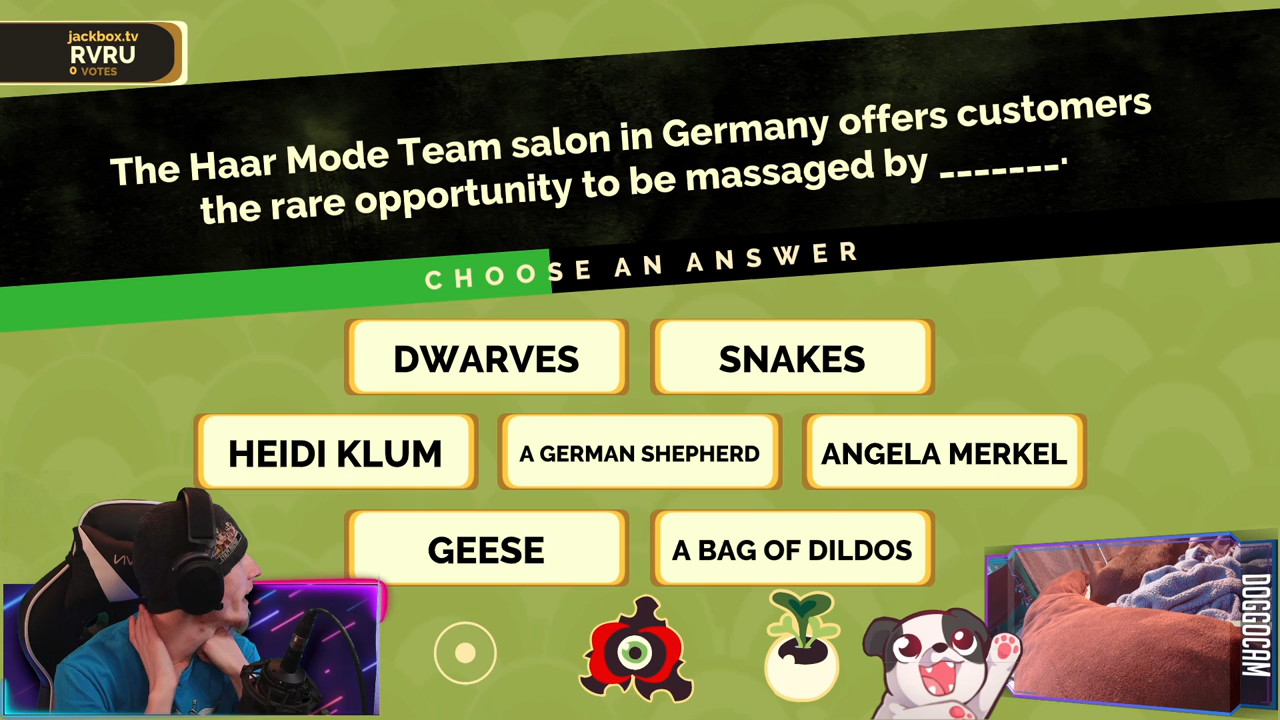 jackbox.tv
RVRU
0 VOTES
The Haar Mode Team salon in Germany offers customers
the rare opportunity to be massaged by _______.
CHOOSE AN ANSWER
DWARVES
SNAKES
HEIDI KLUM
A GERMAN SHEPHERD
ANGELA MERKEL
GEESE
A BAG OF DILDOS
DOGGOCAM